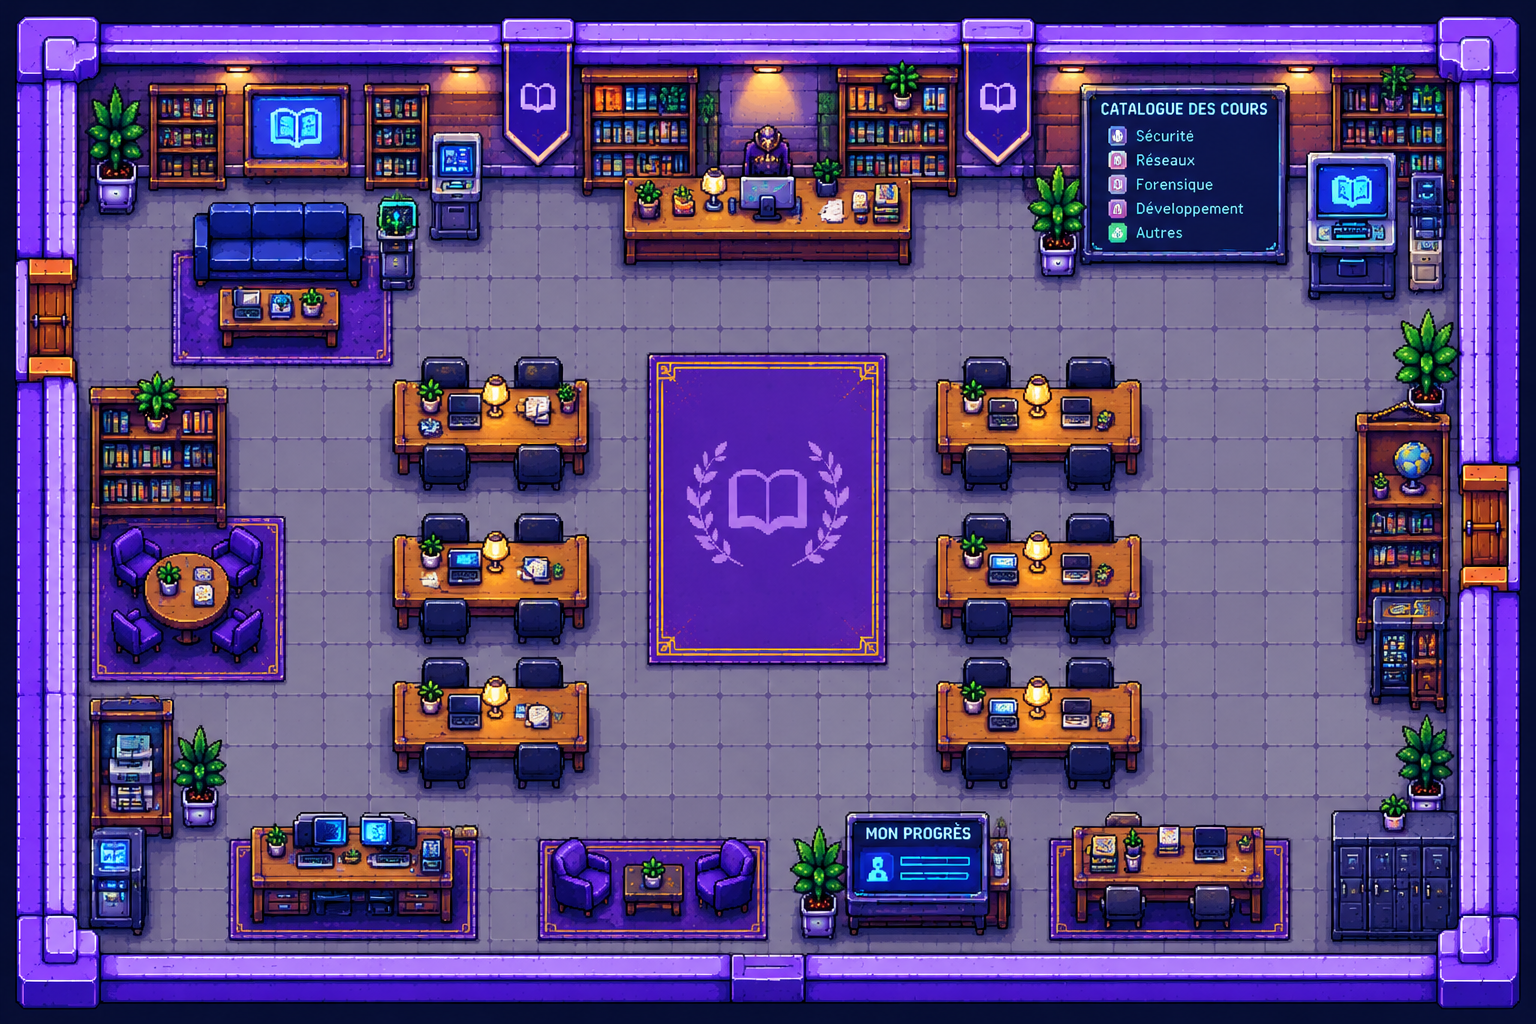 CATALOGUE DES COURS
Sécurité
Réseaux
Forensique
Développement
Autres
MON PROGRÈS